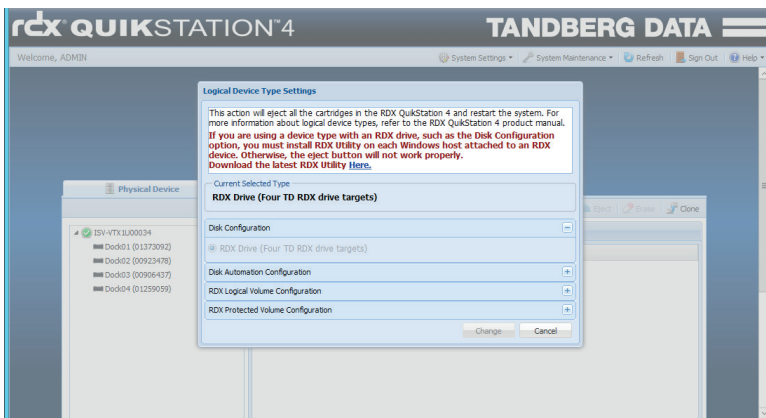 rdx QUIKSTATION™4
TANDBERG DATA
Welcome, ADMIN
System Settings System Maintenance Refresh Sign Out Help
Logical Device Type Settings
This action will eject all the cartridges in the RDX QuikStation 4 and restart the system. For
more information about logical device types, refer to the RDX QuikStation 4 product manual.
If you are using a device type with an RDX drive, such as the Disk Configuration
option, you must install RDX Utility on each Windows host attached to an RDX
device. Otherwise, the eject button will not work properly.
Download the latest RDX Utility Here.
Current Selected Type
RDX Drive (Four TD RDX drive targets)
Physical Device
Eject Erase Clone
Disk Configuration
RDX Drive (Four TD RDX drive targets)
ISV-VTX1U00034
Dock01 (01373092)
Dock02 (00923478)
Dock03 (00906437)
Dock04 (01259059)
Disk Automation Configuration
RDX Logical Volume Configuration
RDX Protected Volume Configuration
Change Cancel